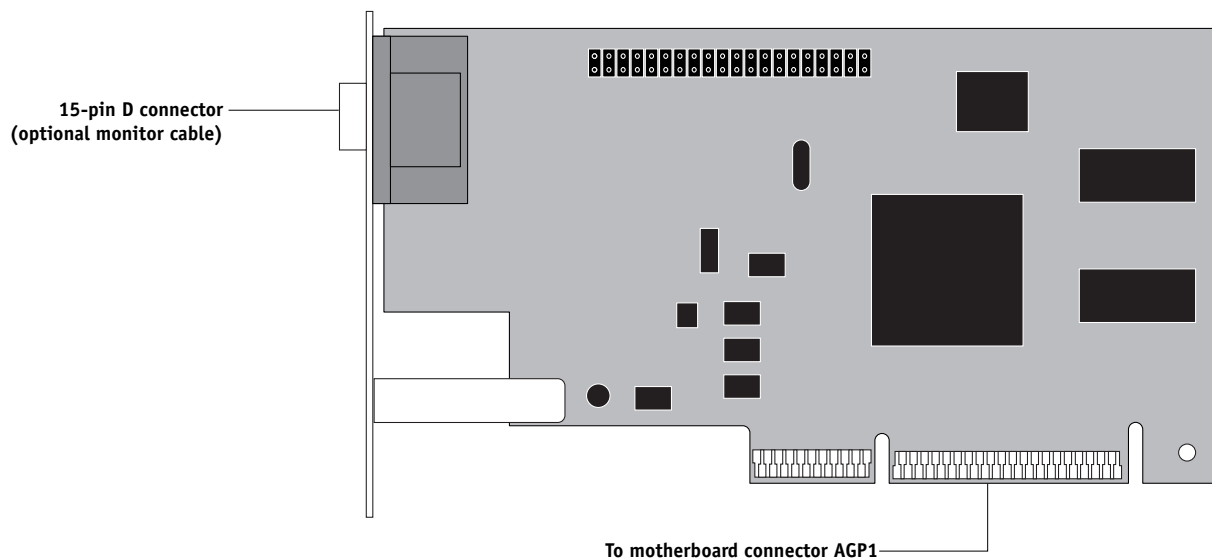 15-pin D connector
(optional monitor cable)
To motherboard connector AGP1